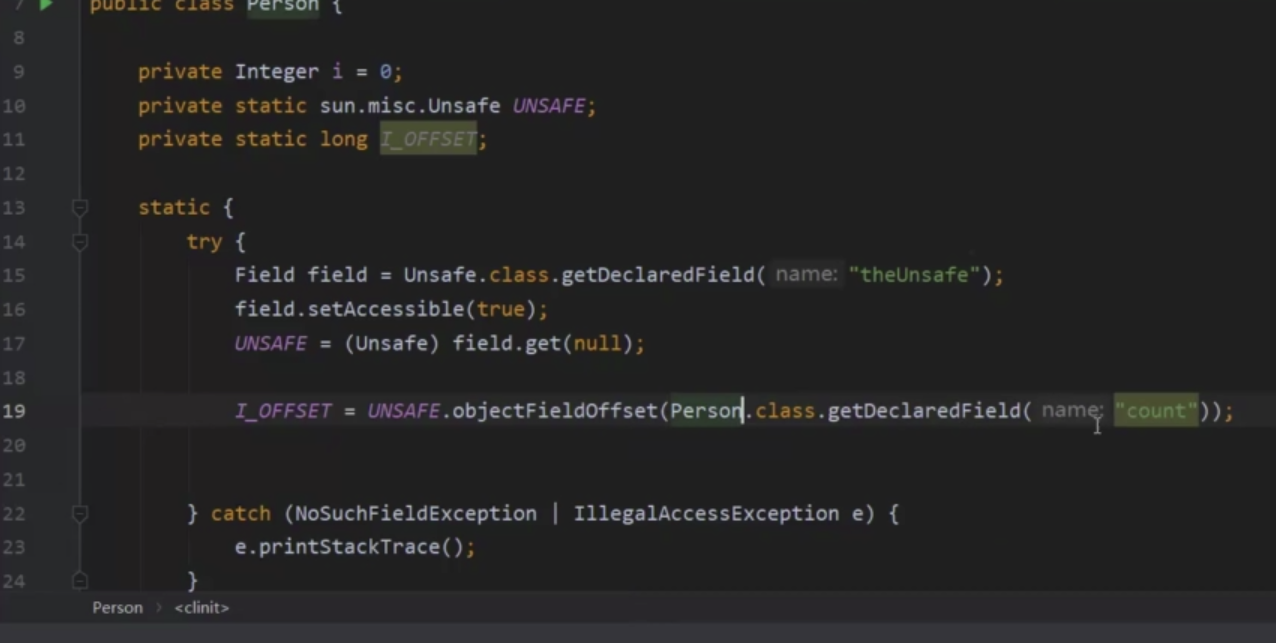 7 public class Person {
8
9 private Integer i = 0;
10 private static sun.misc.Unsafe UNSAFE;
11 private static long I_OFFSET;
12
13 static {
14 try {
15 Field field = Unsafe.class.getDeclaredField( name: "theUnsafe");
16 field.setAccessible(true);
17 UNSAFE = (Unsafe) field.get(null);
18
19 I_OFFSET = UNSAFE.objectFieldOffset(Person.class.getDeclaredField( name: "count"));
20
21
22 } catch (NoSuchFieldException | IllegalAccessException e) {
23 e.printStackTrace();
24 }
Person > <clinit>